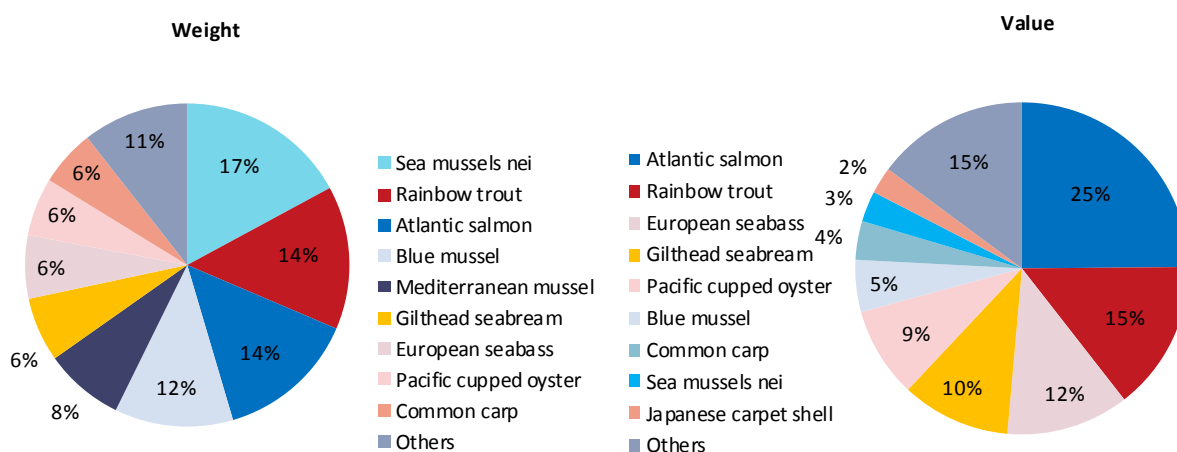 Weight
17%
14%
14%
12%
8%
6%
6%
6%
6%
11%
Sea mussels nei
Rainbow trout
Atlantic salmon
Blue mussel
Mediterranean mussel
Gilthead seabream
European seabass
Pacific cupped oyster
Common carp
Others
Value
Atlantic salmon
Rainbow trout
European seabass
Gilthead seabream
Pacific cupped oyster
Blue mussel
Common carp
Sea mussels nei
Japanese carpet shell
Others
25%
15%
12%
10%
9%
5%
4%
3%
2%
15%